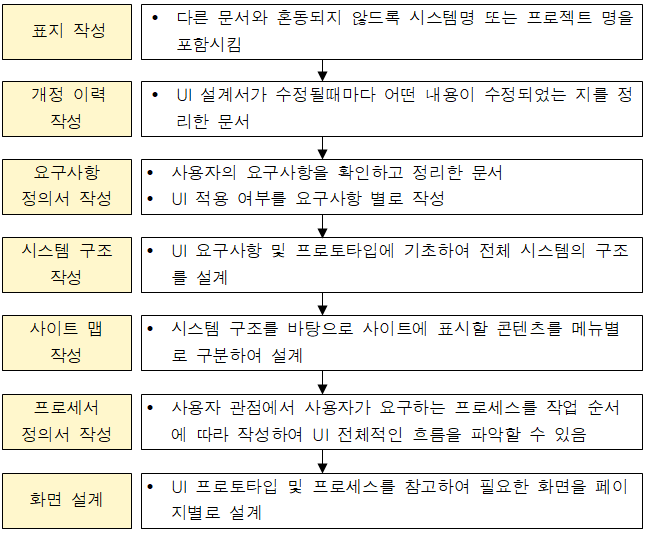 표지 작성
• 다른 문서와 혼동되지 않드록 시스템명 또는 프로젝트 명을
포함시킴
개정 이력
작성
• UI 설계서가 수정될때마다 어떤 내용이 수정되었는 지를 정
리한 문서
요구사항
정의서 작성
• 사용자의 요구사항을 확인하고 정리한 문서
• UI 적용 여부를 요구사항 별로 작성
시스템 구조
작성
• UI 요구사항 및 프로토타입에 기초하여 전체 시스템의 구조
를 설계
사이트 맵
작성
• 시스템 구조를 바탕으로 사이트에 표시할 콘텐츠를 메뉴별
로 구분하여 설계
프로세서
정의서 작성
• 사용자 관점에서 사용자가 요구하는 프로세스를 작업 순서
에 따라 작성하여 UI 전체적인 흐름을 파악할 수 있음
화면 설계
• UI 프로토타입 및 프로세스를 참고하여 필요한 화면을 페이
지별로 설계